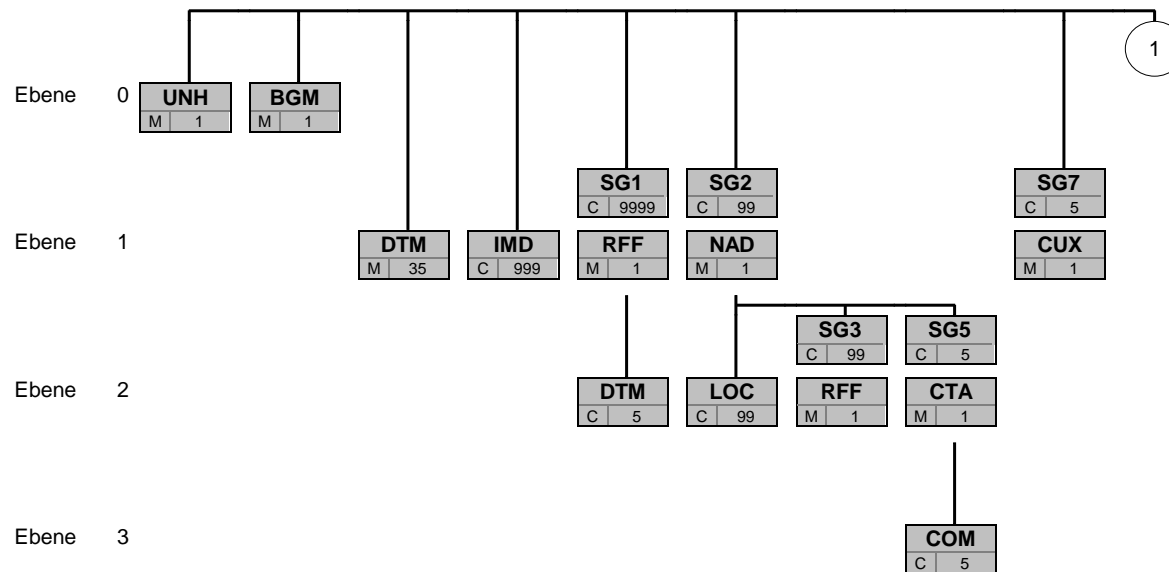 1
Ebene 0 UNH BGM
M 1 M 1
SG1 SG2 SG7
C 9999 C 99 C 5
Ebene 1 DTM IMD RFF NAD CUX
M 35 C 999 M 1 M 1 M 1
SG3 SG5
C 99 C 5
Ebene 2 DTM LOC RFF CTA
C 5 C 99 M 1 M 1
Ebene 3 COM
C 5